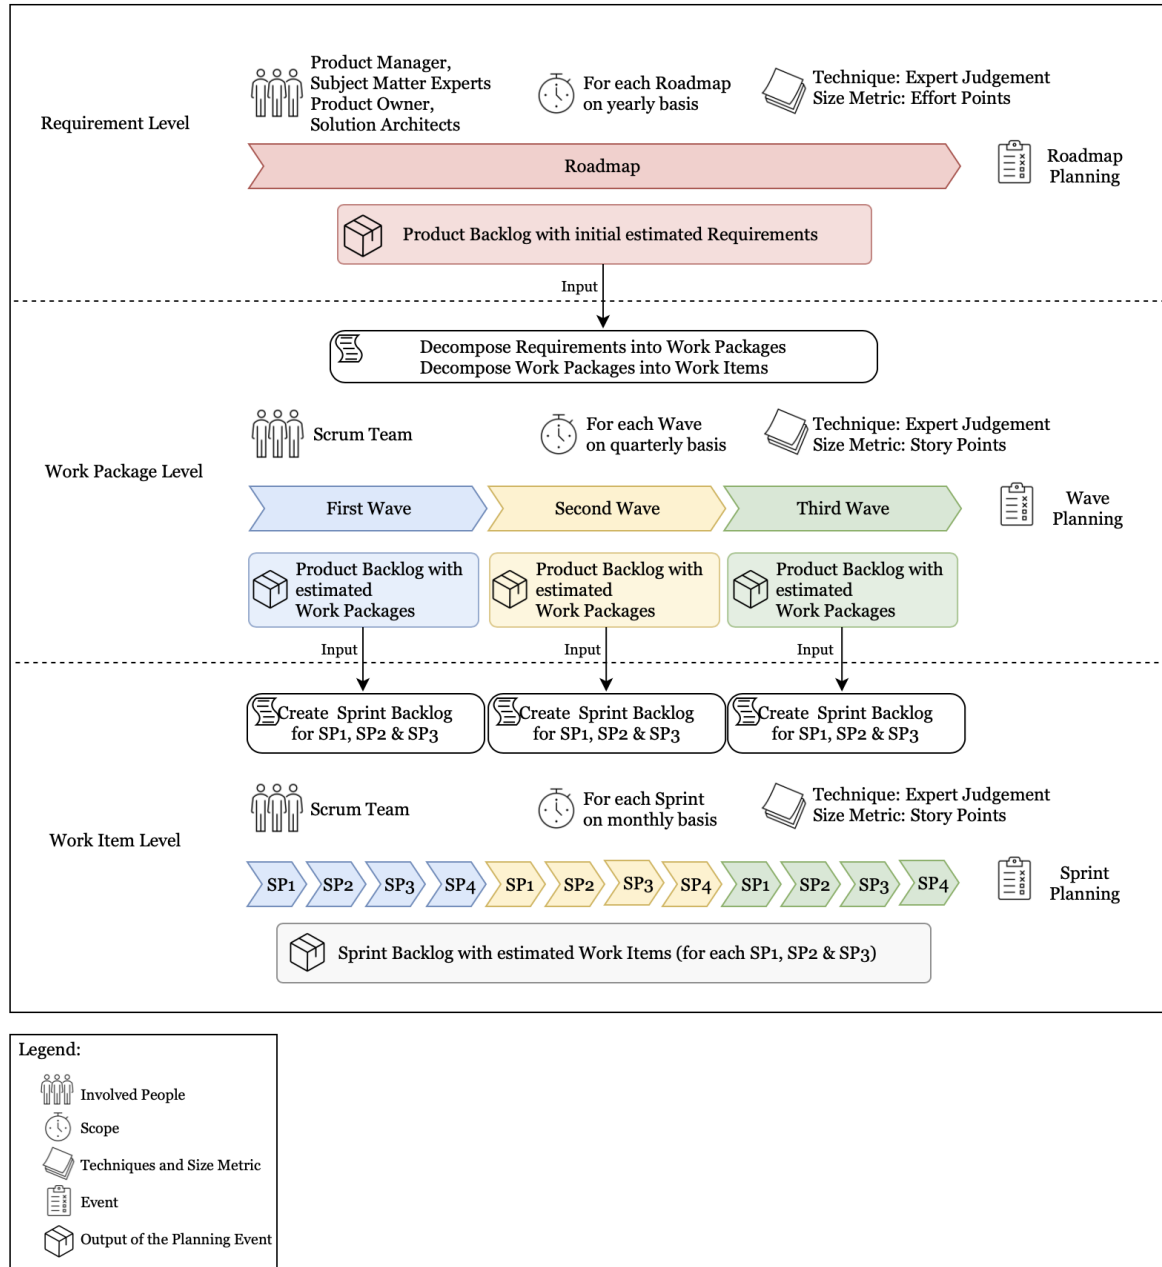 Product Manager,
Subject Matter Experts
Product Owner,
Solution Architects
For each Roadmap
on yearly basis
Technique: Expert Judgement
Size Metric: Effort Points
Requirement Level
Roadmap
Roadmap
Planning
Product Backlog with initial estimated Requirements
Input
Decompose Requirements into Work Packages
Decompose Work Packages into Work Items
Scrum Team
For each Wave
on quarterly basis
Technique: Expert Judgement
Size Metric: Story Points
Work Package Level
First Wave
Second Wave
Third Wave
Wave
Planning
Product Backlog with
estimated
Work Packages
Product Backlog with
estimated
Work Packages
Product Backlog with
estimated
Work Packages
Input
Input
Input
Create Sprint Backlog
for SP1, SP2 & SP3
Create Sprint Backlog
for SP1, SP2 & SP3
Create Sprint Backlog
for SP1, SP2 & SP3
Scrum Team
For each Sprint
on monthly basis
Technique: Expert Judgement
Size Metric: Story Points
Work Item Level
SP1 SP2 SP3 SP4 SP1 SP2 SP3 SP4 SP1 SP2 SP3 SP4
Sprint
Planning
Sprint Backlog with estimated Work Items (for each SP1, SP2 & SP3)
Legend:
Involved People
Scope
Techniques and Size Metric
Event
Output of the Planning Event